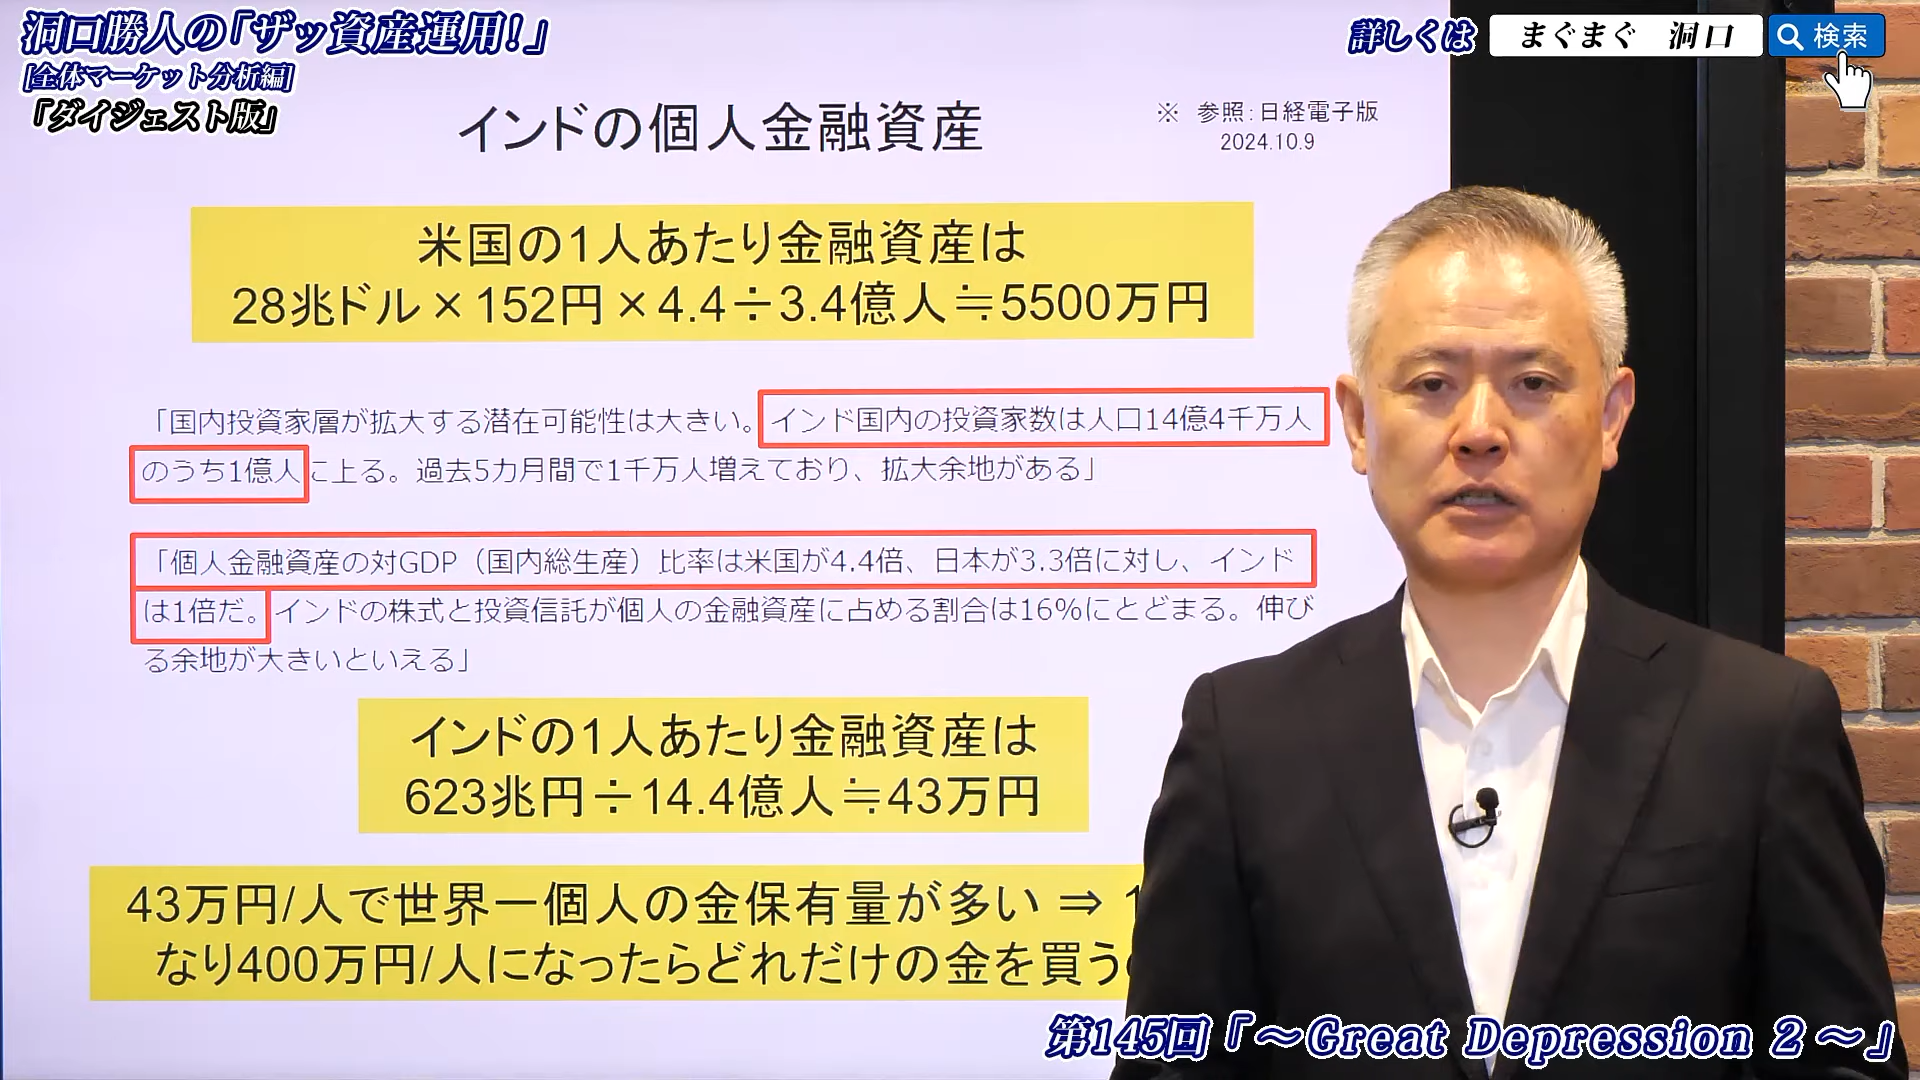 洞口勝人の「ザッ資産運用!」
[全体マーケット分析編]
「ダイジェスト版」
詳しくは
まぐまぐ 洞口
検索
インドの個人金融資産
※ 参照:日経電子版
2024.10.9
米国の1人あたり金融資産は
28兆ドル×152円×4.4÷3.4億人≒5500万円
「国内投資家層が拡大する潜在可能性は大きい。インド国内の投資家数は人口14億4千万人
のうち1億人に上る。過去5カ月間で1千万人増えており、拡大余地がある」
「個人金融資産の対GDP（国内総生産）比率は米国が4.4倍、日本が3.3倍に対し、インド
は1倍だ。インドの株式と投資信託が個人の金融資産に占める割合は16%にとどまる。伸び
る余地が大きいといえる」
インドの1人あたり金融資産は
623兆円÷14.4億人≒43万円
43万円/人で世界一個人の金保有量が多い ⇒
なり400万円/人になったらどれだけの金を買う
第145回「～Great Depression 2～」